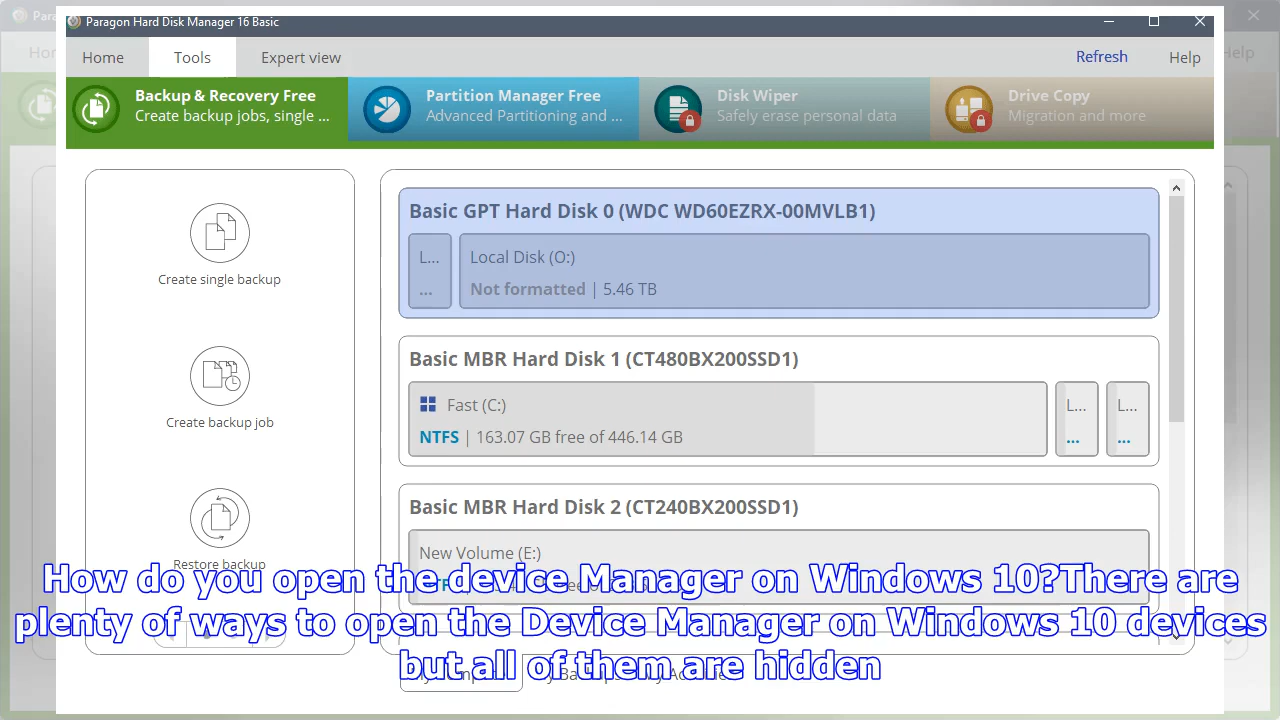 Paragon Hard Disk Manager 16 Basic
Home
Tools
Expert view
Refresh
Help
Backup & Recovery Free
Create backup jobs, single ...
Partition Manager Free
Advanced Partitioning and ...
Disk Wiper
Safely erase personal data
Drive Copy
Migration and more
Create single backup
Create backup job
Restore backup
Basic GPT Hard Disk 0 (WDC WD60EZRX-00MVLB1)
L...
...
Local Disk (O:)
Not formatted | 5.46 TB
Basic MBR Hard Disk 1 (CT480BX200SSD1)
Fast (C:)
NTFS | 163.07 GB free of 446.14 GB
L...
...
L...
...
Basic MBR Hard Disk 2 (CT240BX200SSD1)
New Volume (E:)
How do you open the device Manager on Windows 10?There are
plenty of ways to open the Device Manager on Windows 10 devices
but all of them are hidden